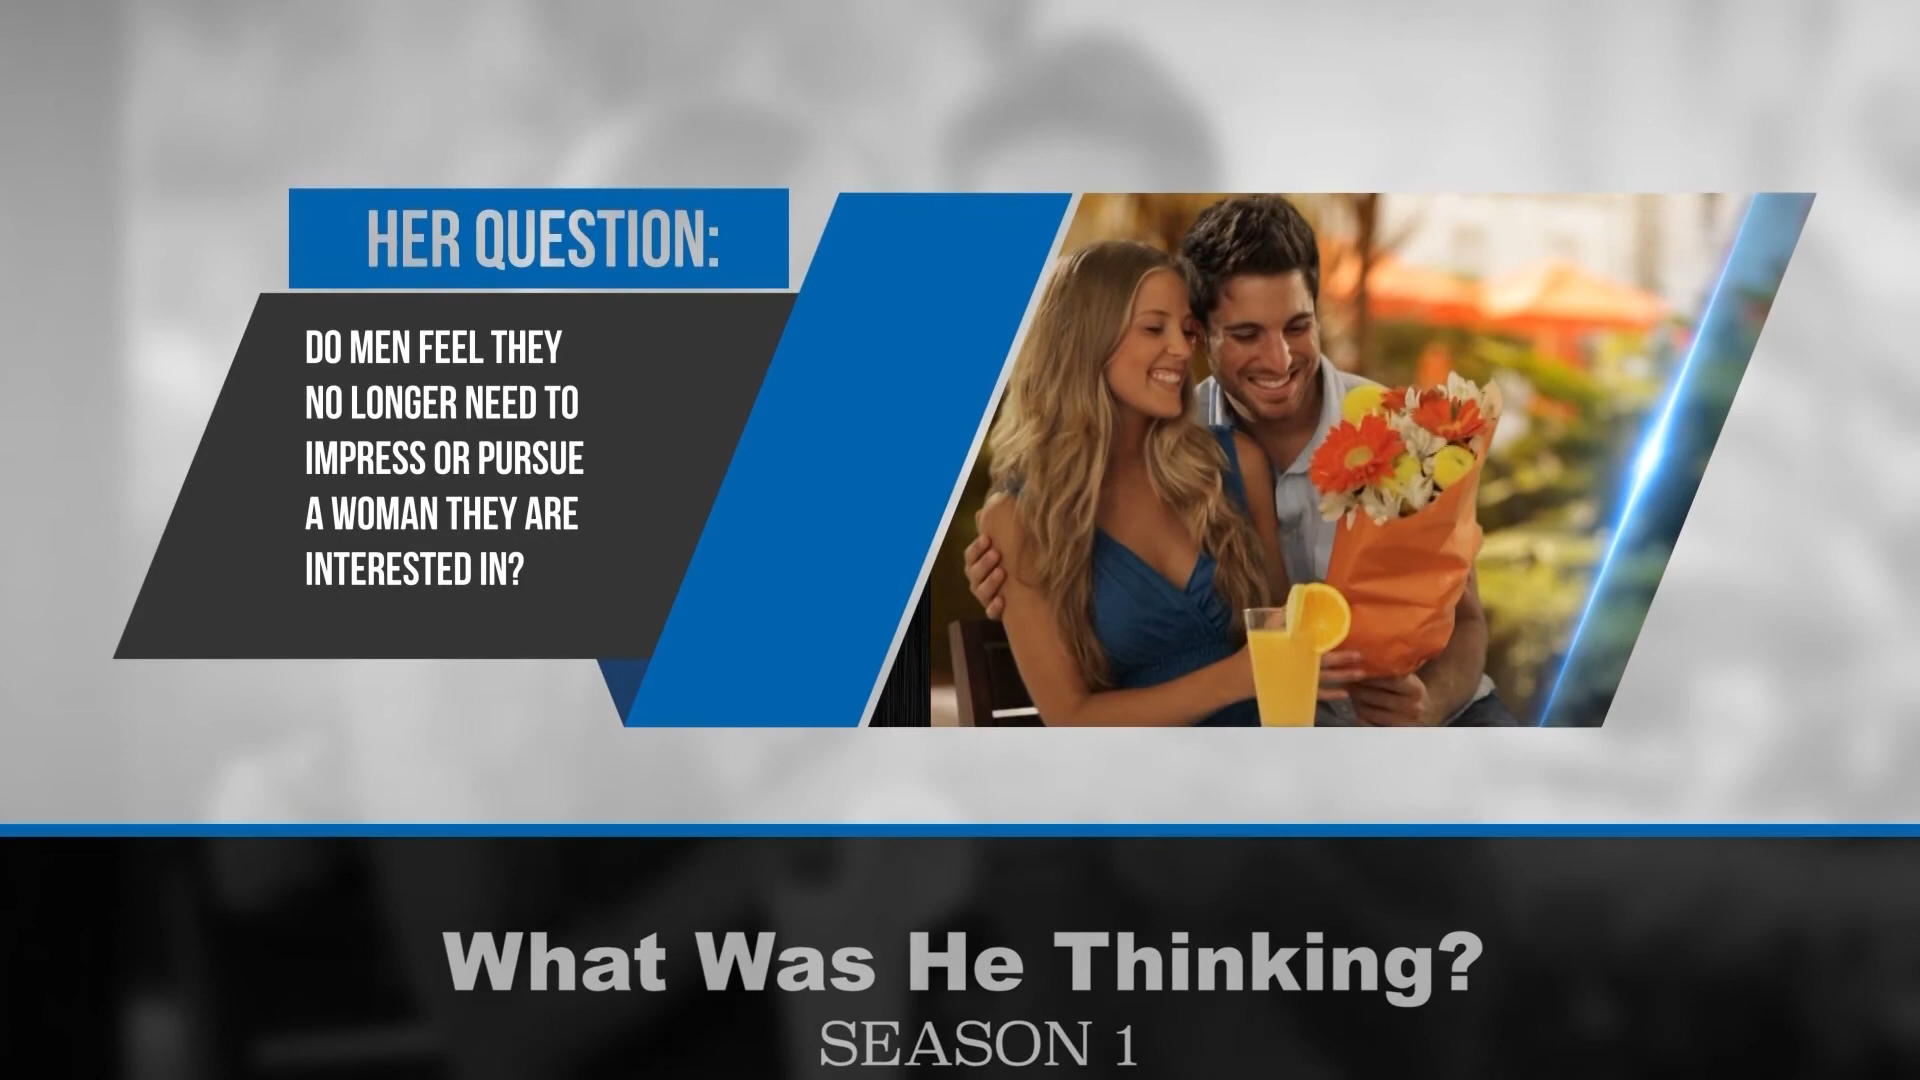 HER QUESTION:
DO MEN FEEL THEY
NO LONGER NEED TO
IMPRESS OR PURSUE
A WOMAN THEY ARE
INTERESTED IN?
What Was He Thinking?
SEASON 1